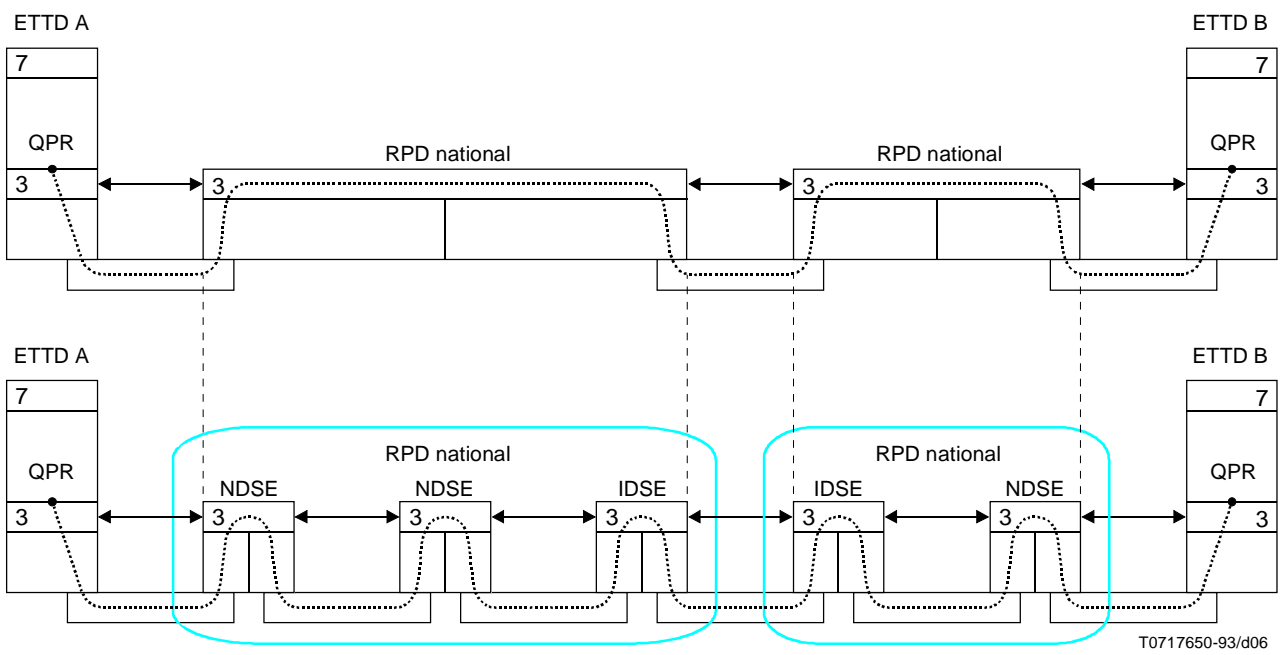 ETTD A
ETTD B
7
7
QPR
RPD national
RPD national
QPR
3
3
3
3
ETTD A
ETTD B
7
7
RPD national
RPD national
QPR
QPR
NDSE
NDSE
IDSE
IDSE
NDSE
3
3
3
3
3
3
3
T0717650-93/d06